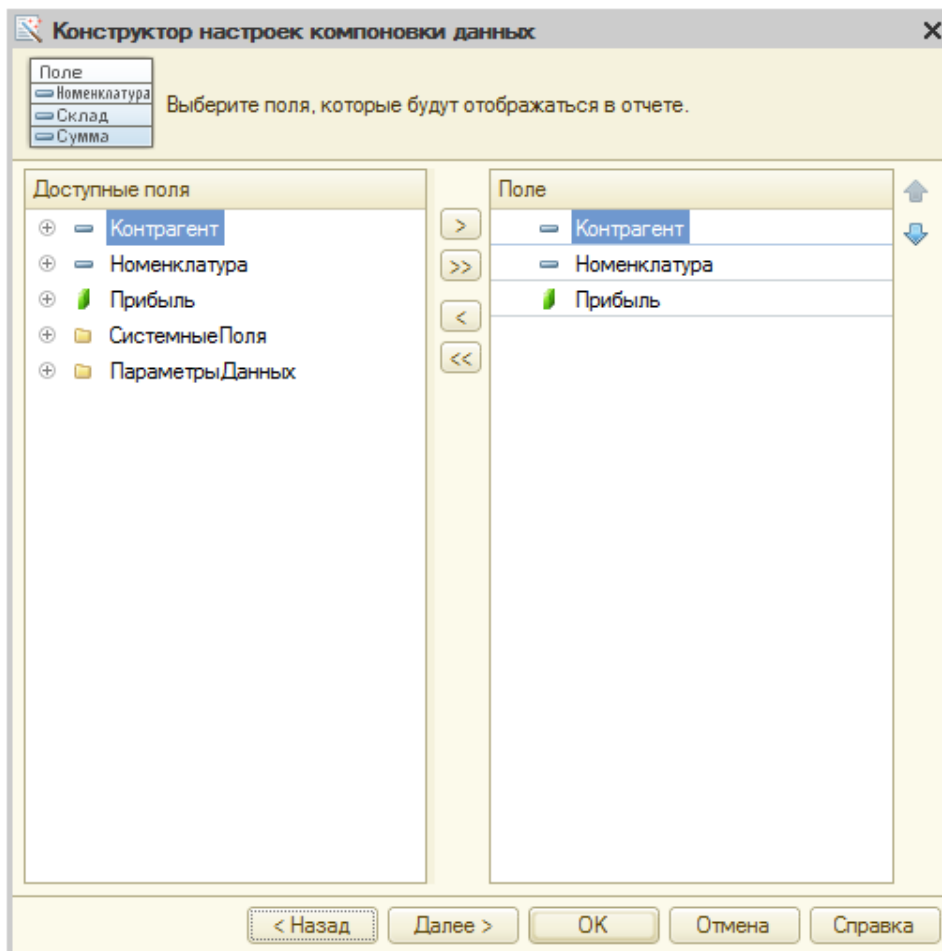 Конструктор настроек компоновки данных
Поле
Номенклатура
Склад
Сумма
Выберите поля, которые будут отображаться в отчете.
Доступные поля
Контрагент
Номенклатура
Прибыль
СистемныеПоля
ПараметрыДанных
>
>>
<
<<
Поле
Контрагент
Номенклатура
Прибыль
< Назад
Далее >
OK
Отмена
Справка